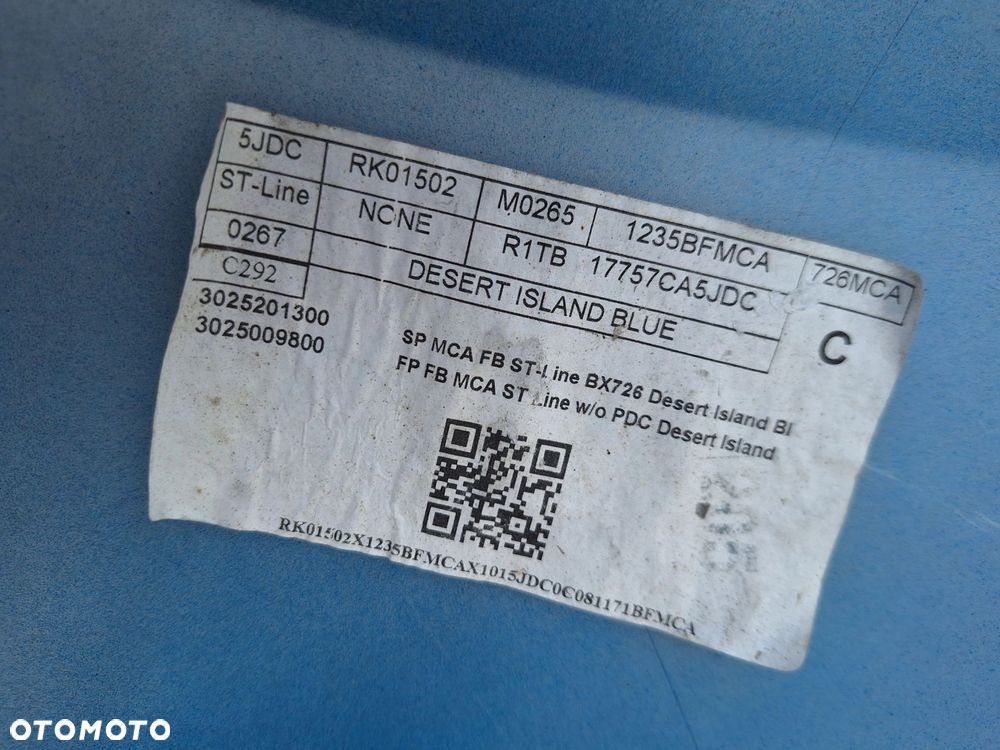 5JDC RK01502 M0265 1235BFMCA 726MCA
ST-Line NONE R1TB 17757CA5JDC
0267 DESERT ISLAND BLUE C
C292
3025201300
3025009800
SP MCA FB ST-Line BX726 Desert Island Bl
FP FB MCA ST Line w/o PDC Desert Island
RK01502X1235BFMCAX1015JDC0C081171BFMCA
OTOMOTO